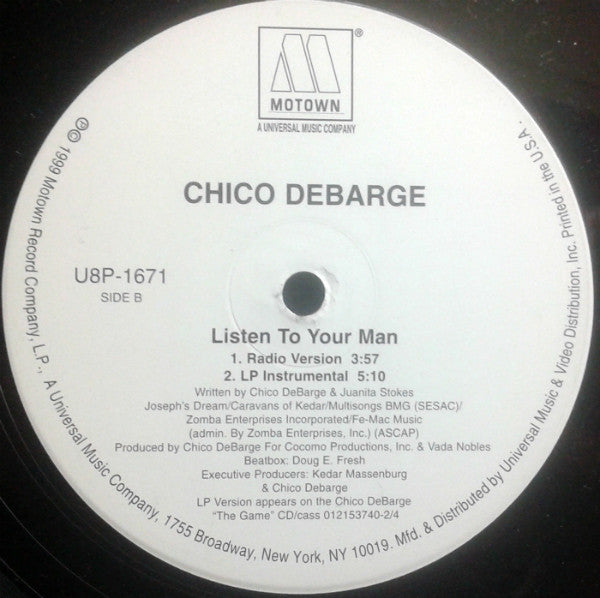 ®
MOTOWN
A UNIVERSAL MUSIC COMPANY
CHICO DEBARGE
U8P-1671
SIDE B
Listen To Your Man
1. Radio Version 3:57
2. LP Instrumental 5:10
Written by Chico DeBarge & Juanita Stokes
Joseph's Dream/Caravans of Kedar/Multisongs BMG (SESAC)/
Zomba Enterprises Incorporated/Fe-Mac Music
(admin. By Zomba Enterprises, Inc.) (ASCAP)
Produced by Chico DeBarge For Cocomo Productions, Inc. & Vada Nobles
Beatbox: Doug E. Fresh
Executive Producers: Kedar Massenburg
& Chico Debarge
LP Version appears on the Chico DeBarge
"The Game" CD/cass 012153740-2/4
℗ © 1999 Motown Record Company, L.P., A Universal Music Company, 1755 Broadway, New York, NY 10019. Mfd. & Distributed by Universal Music & Video Distribution, Inc. Printed in the U.S.A.